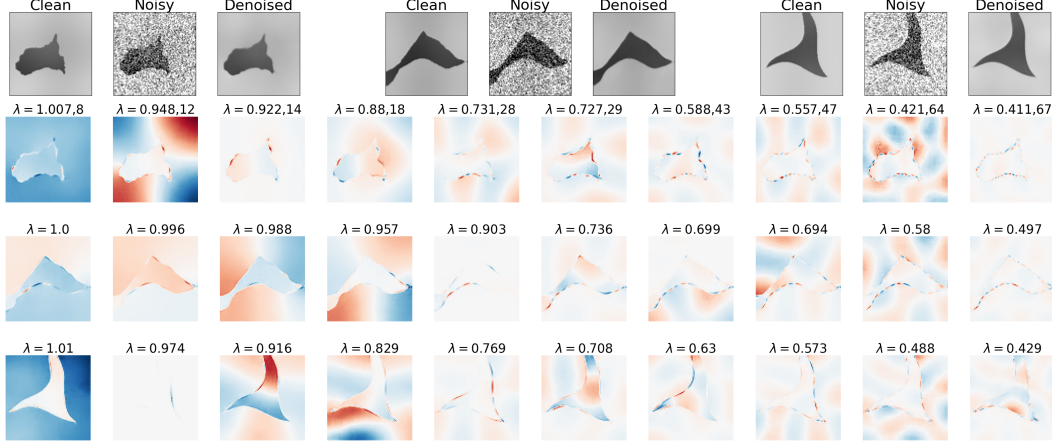 Clean Noisy Denoised Clean Noisy Denoised Clean Noisy Denoised
λ = 1.007,8 λ = 0.948,12 λ = 0.922,14 λ = 0.88,18 λ = 0.731,28 λ = 0.727,29 λ = 0.588,43 λ = 0.557,47 λ = 0.421,64 λ = 0.411,67
λ = 1.0 λ = 0.996 λ = 0.988 λ = 0.957 λ = 0.903 λ = 0.736 λ = 0.699 λ = 0.694 λ = 0.58 λ = 0.497
λ = 1.01 λ = 0.974 λ = 0.916 λ = 0.829 λ = 0.769 λ = 0.708 λ = 0.63 λ = 0.573 λ = 0.488 λ = 0.429